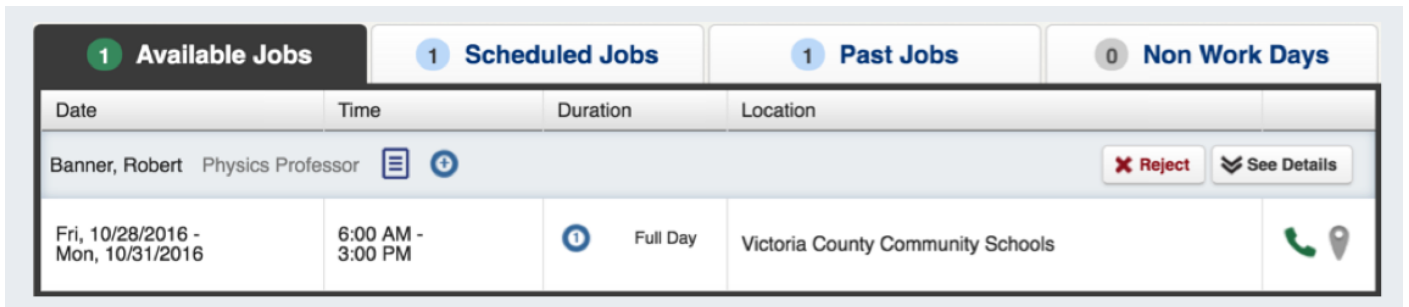 1 Available Jobs 1 Scheduled Jobs 1 Past Jobs 0 Non Work Days
Date Time Duration Location
Banner, Robert Physics Professor Reject See Details
Fri, 10/28/2016 - 6:00 AM - 1 Full Day Victoria County Community Schools
Mon, 10/31/2016 3:00 PM